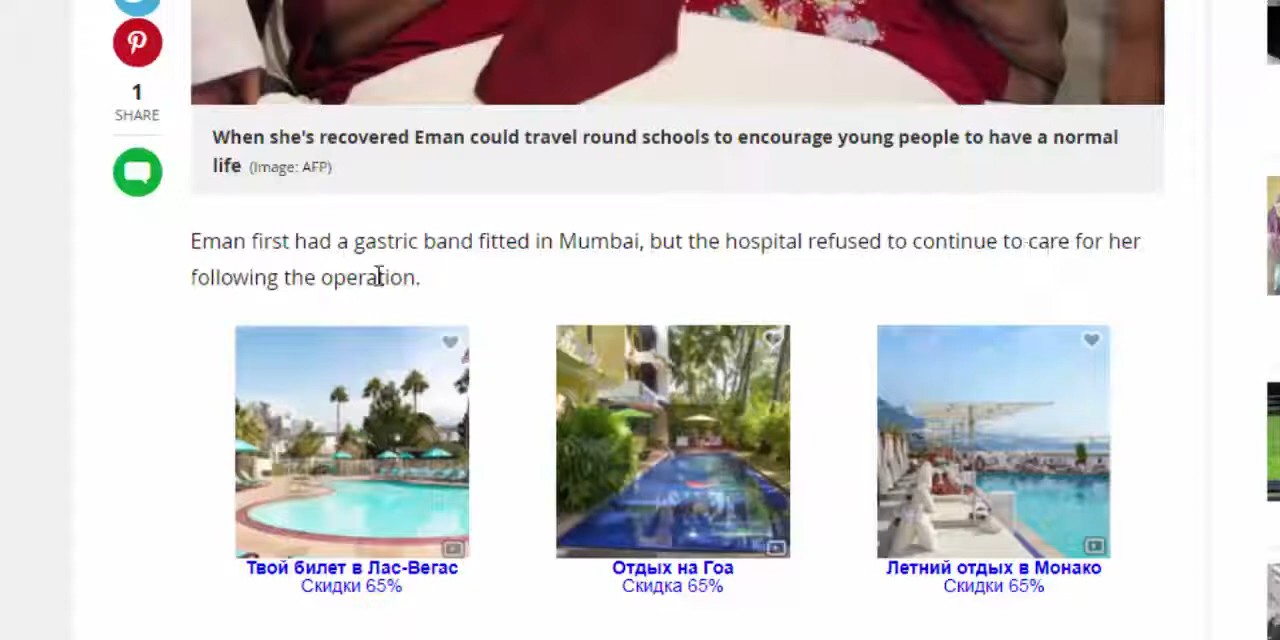 1
SHARE
When she's recovered Eman could travel round schools to encourage young people to have a normal
life (Image: AFP)
Eman first had a gastric band fitted in Mumbai, but the hospital refused to continue to care for her
following the operation.
Твой билет в Лас-Вегас
Скидки 65%
Отдых на Гоа
Скидка 65%
Летний отдых в Монако
Скидки 65%